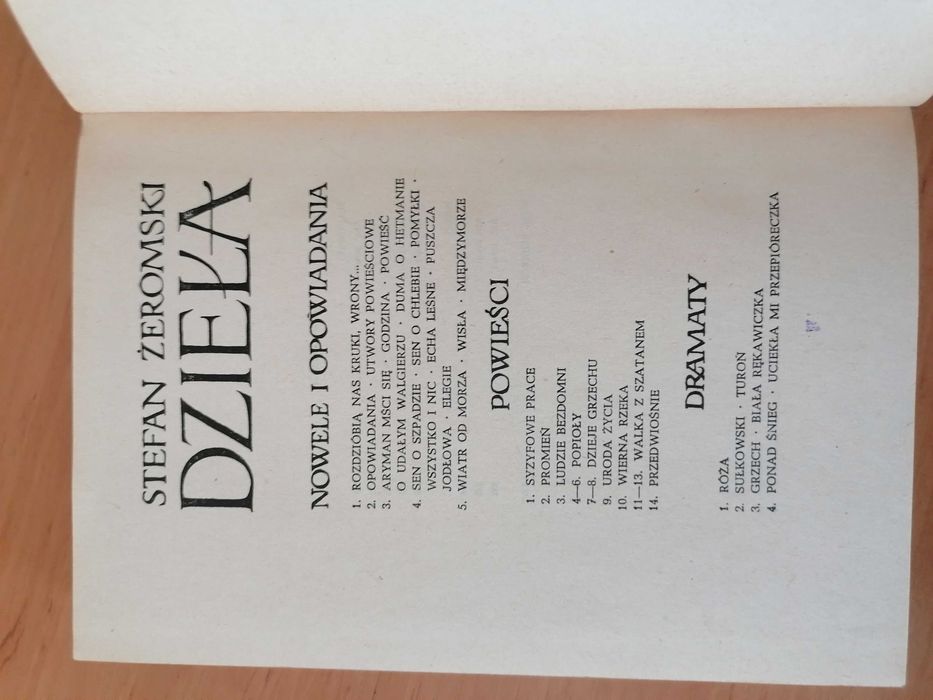 STEFAN ŻEROMSKI
DZIEŁA
NOWELE I OPOWIADANIA
1. ROZDZIÓBIĄ NAS KRUKI, WRONY...
2. OPOWIADANIA · UTWORY POWIEŚCIOWE
3. ARYMAN MŚCI SIĘ · GODZINA · POWIEŚĆ
O UDAŁYM WALGIERZU · DUMA O HETMANIE
4. SEN O SZPADZIE · SEN O CHLEBIE · POMYŁKI ·
WSZYSTKO I NIC · ECHA LEŚNE · PUSZCZA
JODŁOWA · ELEGIE
5. WIATR OD MORZA · WISŁA · MIĘDZYMORZE
POWIEŚCI
1. SYZYFOWE PRACE
2. PROMIEŃ
3. LUDZIE BEZDOMNI
4—6. POPIOŁY
7—8. DZIEJE GRZECHU
9. URODA ŻYCIA
10. WIERNA RZEKA
11—13. WALKA Z SZATANEM
14. PRZEDWIOŚNIE
DRAMATY
1. RÓŻA
2. SUŁKOWSKI · TUROŃ
3. GRZECH · BIAŁA RĘKAWICZKA
4. PONAD ŚNIEG · UCIEKŁA MI PRZEPIÓRECZKA